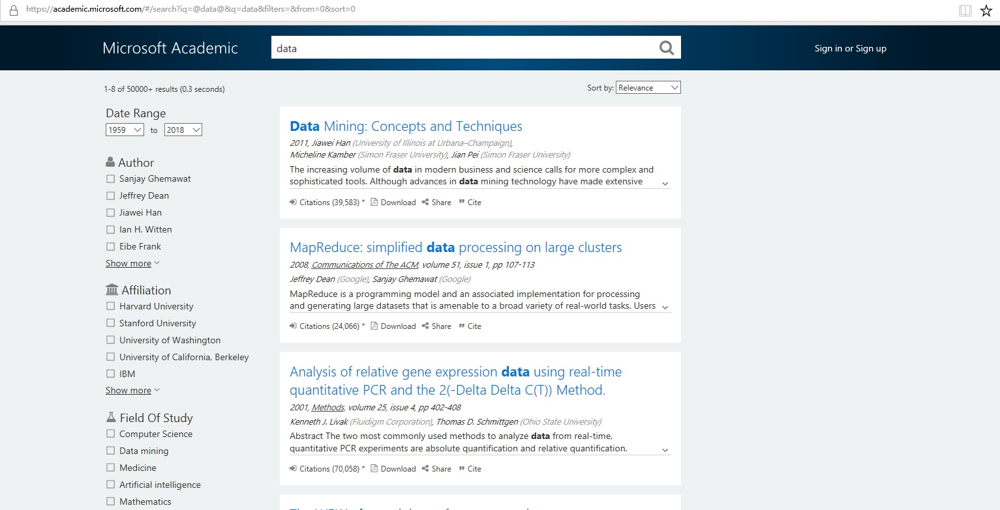 https://academic.microsoft.com/#/search?iq=@data@&q=data&filters=&from=0&sort=0
Microsoft Academic
data
Sign in or Sign up
1-8 of 50000+ results (0.3 seconds)
Sort by: Relevance
Date Range
1959 to 2018
Author
Sanjay Ghemawat
Jeffrey Dean
Jiawei Han
Ian H. Witten
Eibe Frank
Show more
Affiliation
Harvard University
Stanford University
University of Washington
University of California, Berkeley
IBM
Show more
Field Of Study
Computer Science
Data mining
Medicine
Artificial intelligence
Mathematics
Data Mining: Concepts and Techniques
2011, Jiawei Han (University of Illinois at Urbana–Champaign),
Micheline Kamber (Simon Fraser University), Jian Pei (Simon Fraser University)
The increasing volume of data in modern business and science calls for more complex and
sophisticated tools. Although advances in data mining technology have made extensive
Citations (39,583) * Download Share Cite
MapReduce: simplified data processing on large clusters
2008, Communications of The ACM, volume 51, issue 1, pp 107-113
Jeffrey Dean (Google), Sanjay Ghemawat (Google)
MapReduce is a programming model and an associated implementation for processing
and generating large datasets that is amenable to a broad variety of real-world tasks. Users
Citations (24,066) * Download Share Cite
Analysis of relative gene expression data using real-time
quantitative PCR and the 2(-Delta Delta C(T)) Method.
2001, Methods, volume 25, issue 4, pp 402-408
Kenneth J. Livak (Fluidigm Corporation), Thomas D. Schmittgen (Ohio State University)
Abstract The two most commonly used methods to analyze data from real-time,
quantitative PCR experiments are absolute quantification and relative quantification.
Citations (70,058) * Download Share Cite